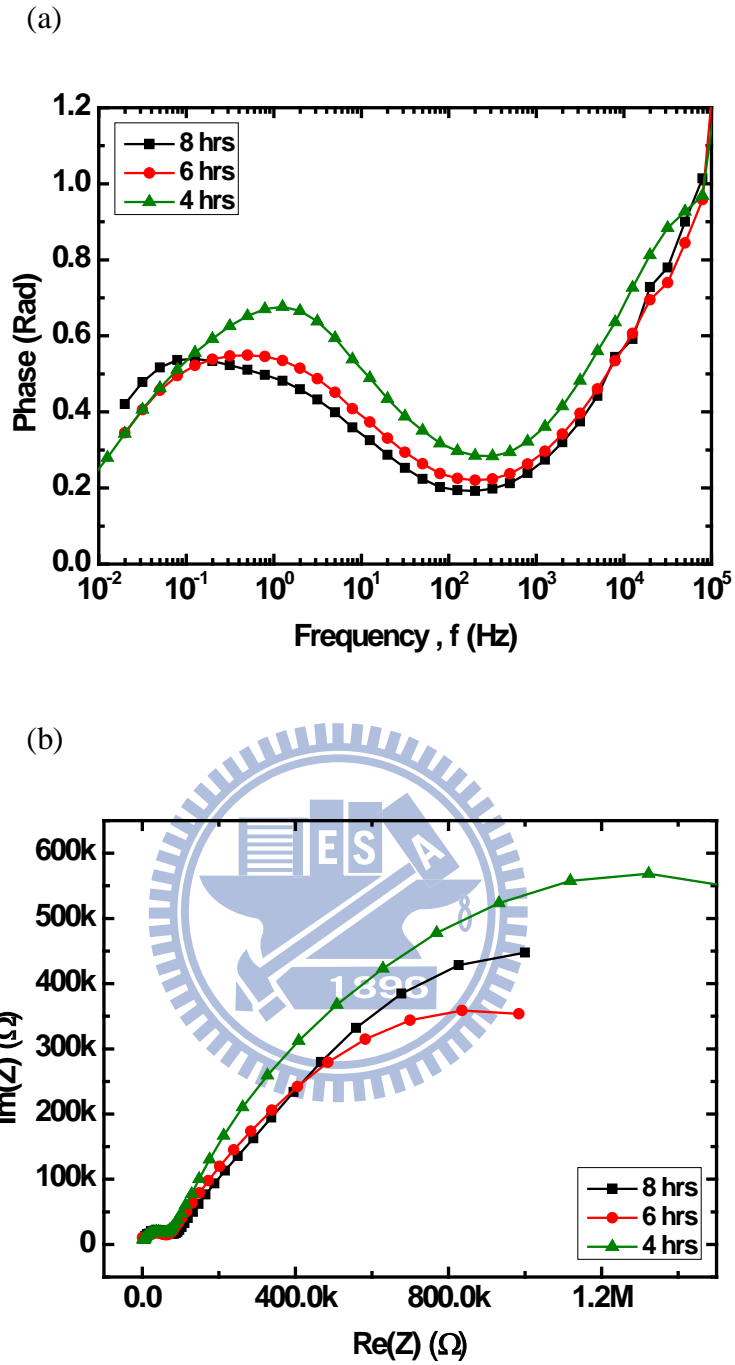 (a)
1.2
1.0
0.8
0.6
0.4
0.2
0.0
Phase (Rad)
8 hrs
6 hrs
4 hrs
10⁻² 10⁻¹ 10⁰ 10¹ 10² 10³ 10⁴ 10⁵
Frequency , f (Hz)
(b)
600k
500k
400k
300k
200k
100k
0
Im(Z) (Ω)
E S A
1898
8 hrs
6 hrs
4 hrs
0.0 400.0k 800.0k 1.2M
Re(Z) (Ω)